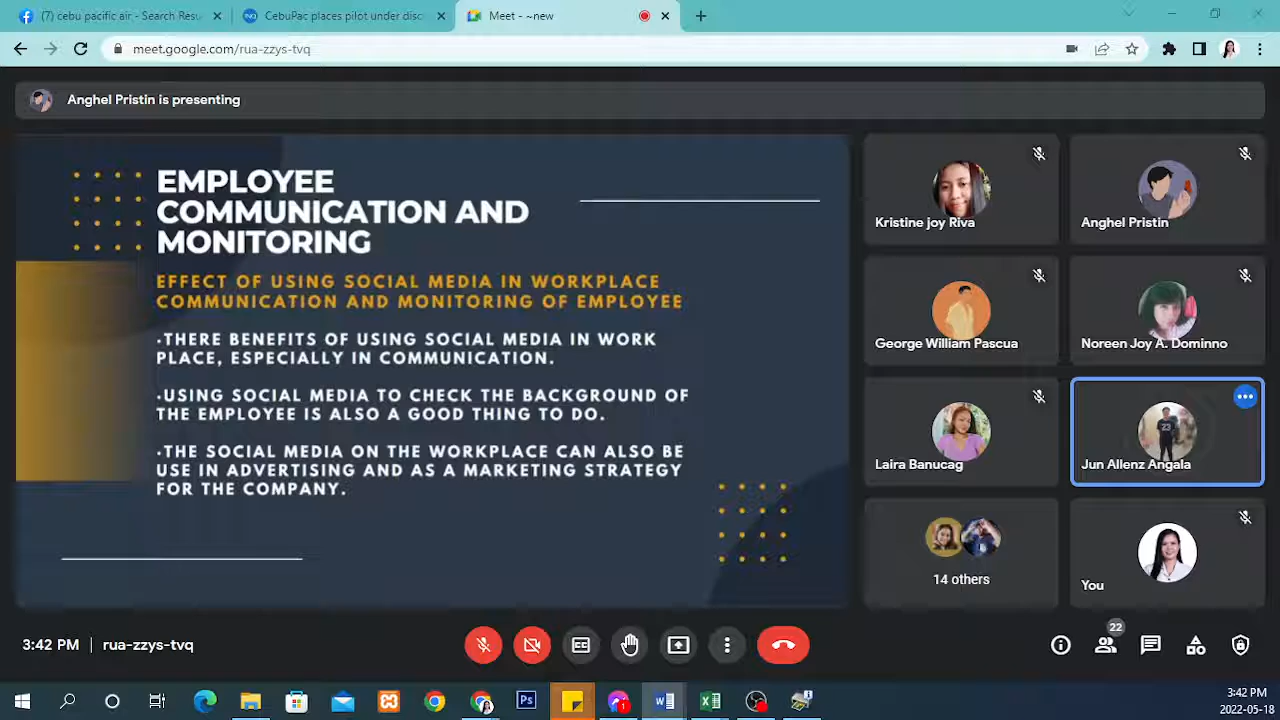 (7) cebu pacific air - Search Resu
CebuPac places pilot under disc
Meet - ~new
meet.google.com/rua-zzys-tvq
Anghel Pristin is presenting
EMPLOYEE
COMMUNICATION AND
MONITORING
EFFECT OF USING SOCIAL MEDIA IN WORKPLACE
COMMUNICATION AND MONITORING OF EMPLOYEE
•THERE BENEFITS OF USING SOCIAL MEDIA IN WORK
PLACE, ESPECIALLY IN COMMUNICATION.
•USING SOCIAL MEDIA TO CHECK THE BACKGROUND OF
THE EMPLOYEE IS ALSO A GOOD THING TO DO.
•THE SOCIAL MEDIA ON THE WORKPLACE CAN ALSO BE
USE IN ADVERTISING AND AS A MARKETING STRATEGY
FOR THE COMPANY.
Kristine joy Riva
Anghel Pristin
George William Pascua
Noreen Joy A. Dominno
Laira Banucag
23
Jun Allenz Angala
14 others
You
3:42 PM | rua-zzys-tvq
22
Ps
1
3:42 PM
2022-05-18